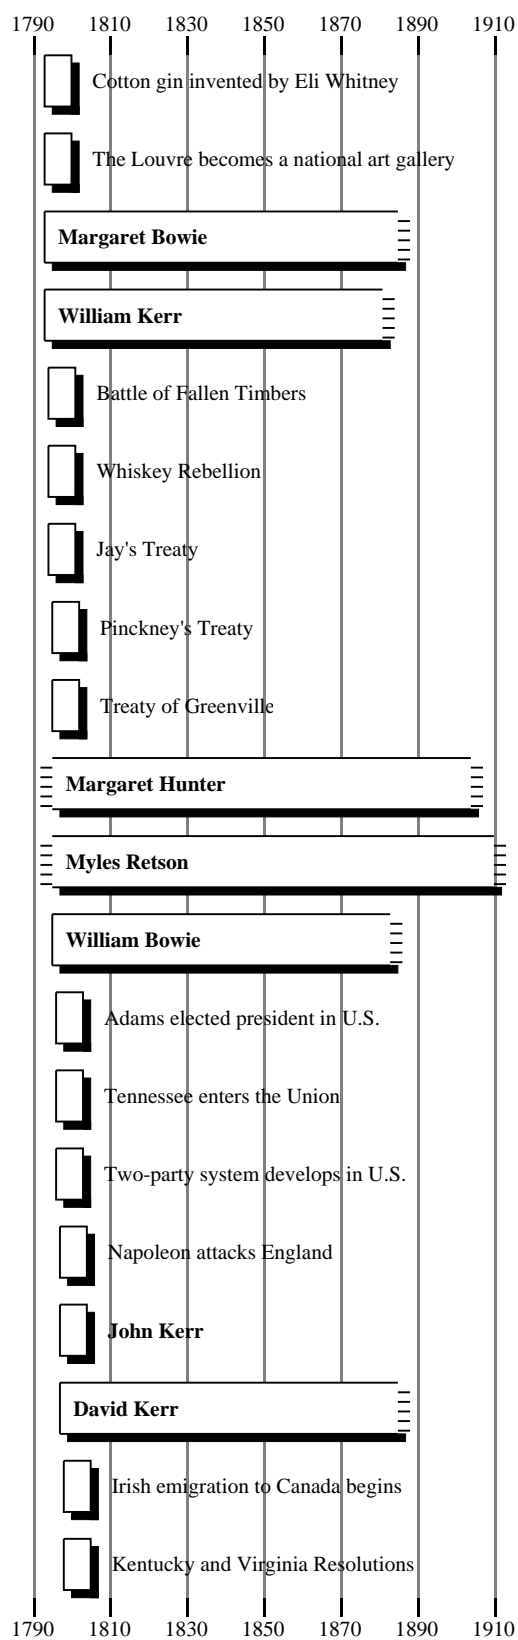 1790 1810 1830 1850 1870 1890 1910
Cotton gin invented by Eli Whitney
The Louvre becomes a national art gallery
Margaret Bowie
William Kerr
Battle of Fallen Timbers
Whiskey Rebellion
Jay's Treaty
Pinckney's Treaty
Treaty of Greenville
Margaret Hunter
Myles Retson
William Bowie
Adams elected president in U.S.
Tennessee enters the Union
Two-party system develops in U.S.
Napoleon attacks England
John Kerr
David Kerr
Irish emigration to Canada begins
Kentucky and Virginia Resolutions
1790 1810 1830 1850 1870 1890 1910